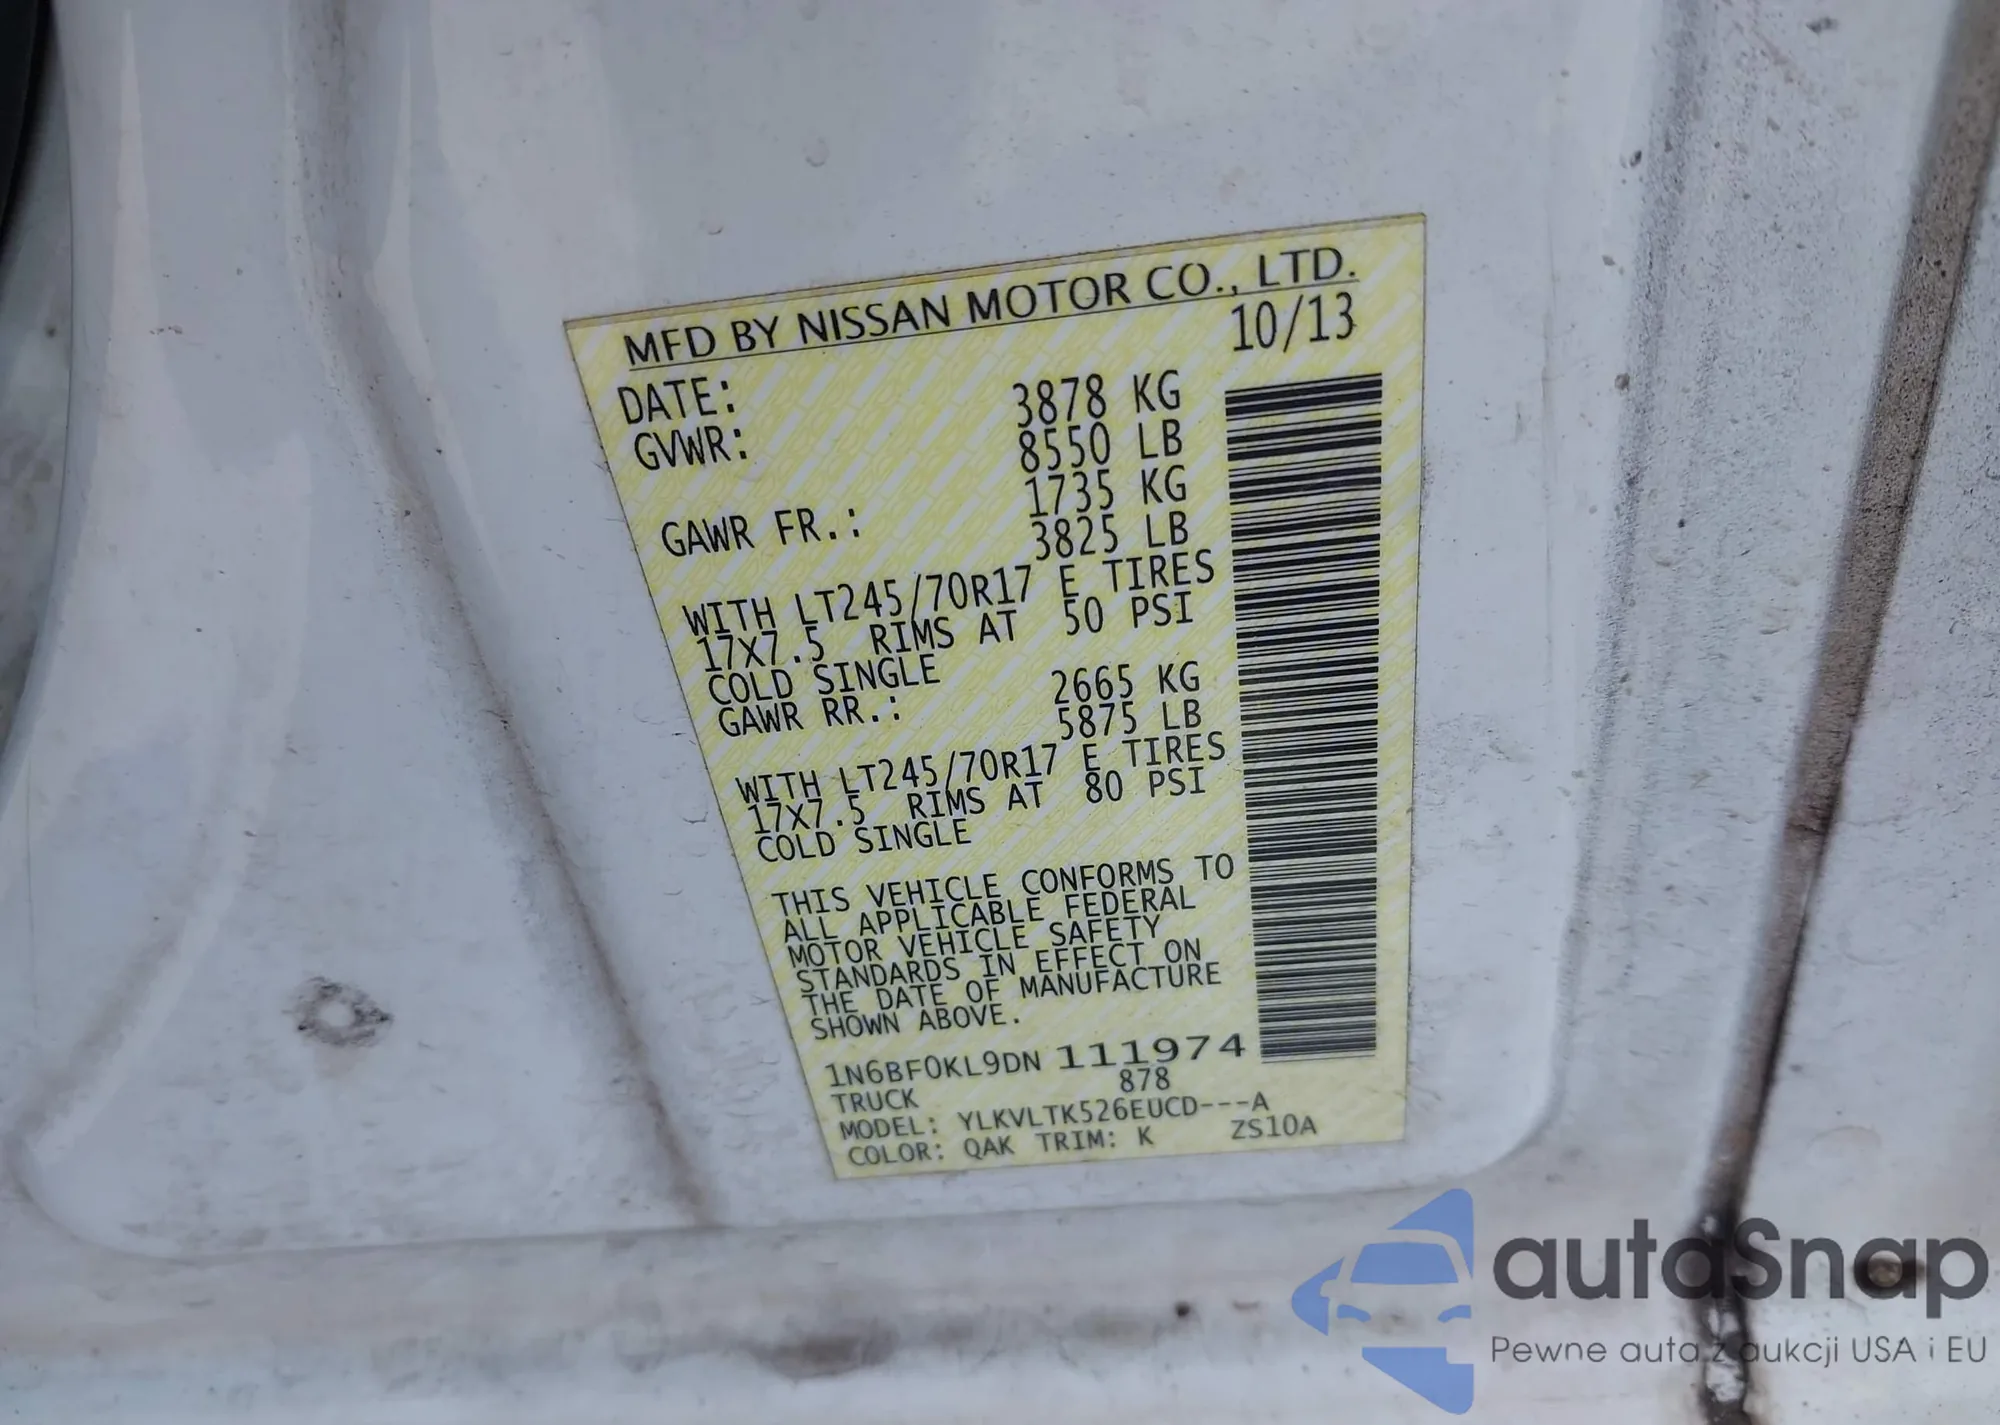 MFD BY NISSAN MOTOR CO., LTD.
DATE: 10/13
GVWR: 3878 KG
8550 LB
GAWR FR.: 1735 KG
3825 LB
WITH LT245/70R17 E TIRES
17X7.5 RIMS AT 50 PSI
COLD SINGLE
GAWR RR.: 2665 KG
5875 LB
WITH LT245/70R17 E TIRES
17X7.5 RIMS AT 80 PSI
COLD SINGLE
THIS VEHICLE CONFORMS TO
ALL APPLICABLE FEDERAL
MOTOR VEHICLE SAFETY
STANDARDS IN EFFECT ON
THE DATE OF MANUFACTURE
SHOWN ABOVE.
1N6BF0KL9DN 111974
TRUCK 878
MODEL: YLKVLTK526EUCD---A
COLOR: QAK TRIM: K ZS10A
autoSnap
Pewne auta z aukcji USA i EU